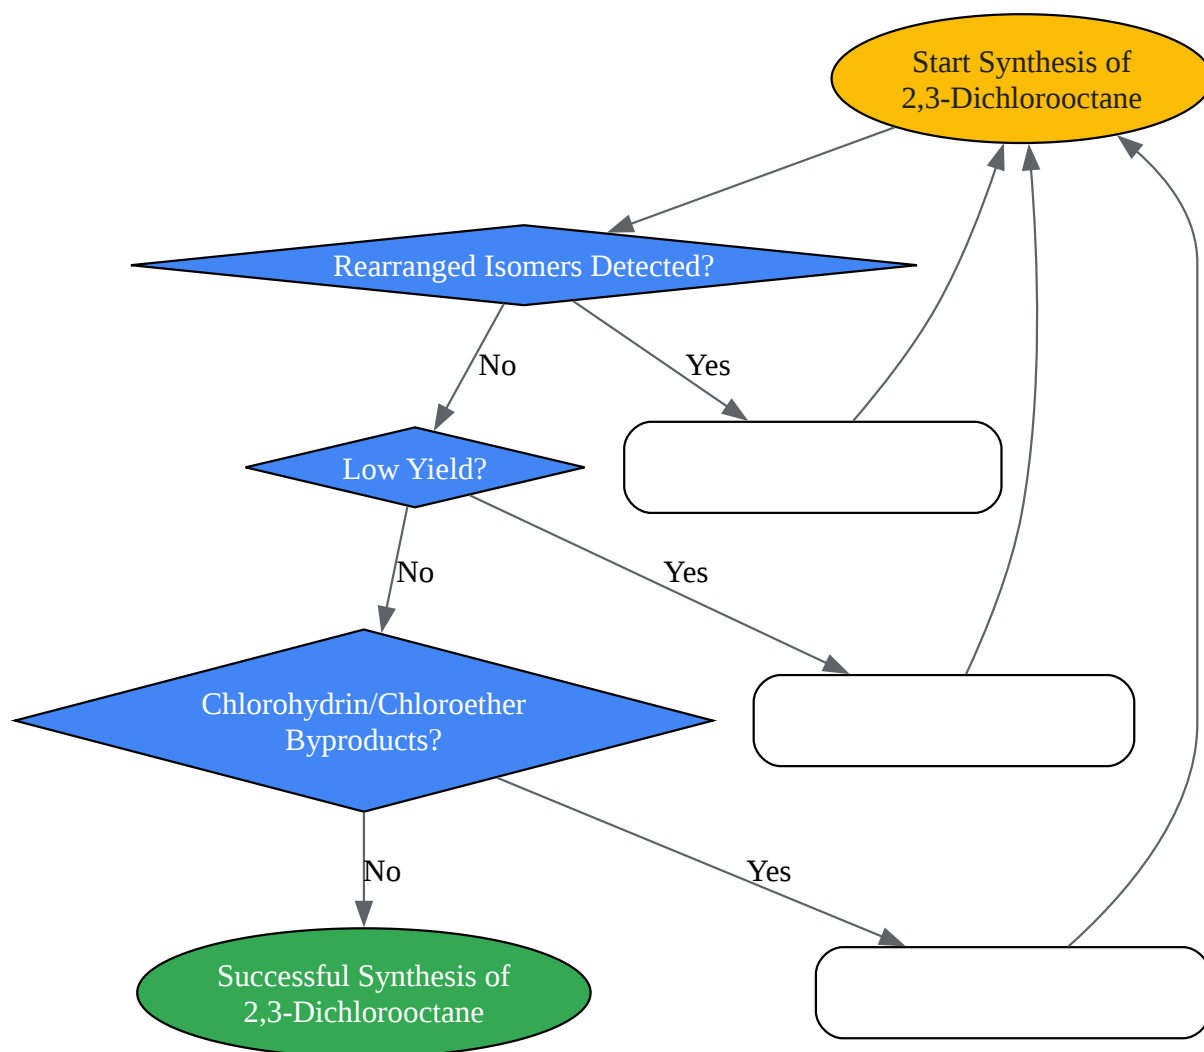 Start Synthesis of
2,3-Dichlorooctane
Rearranged Isomers Detected?
No
Yes
Low Yield?
No
Yes
Chlorohydrin/Chloroether
Byproducts?
No
Yes
Successful Synthesis of
2,3-Dichlorooctane